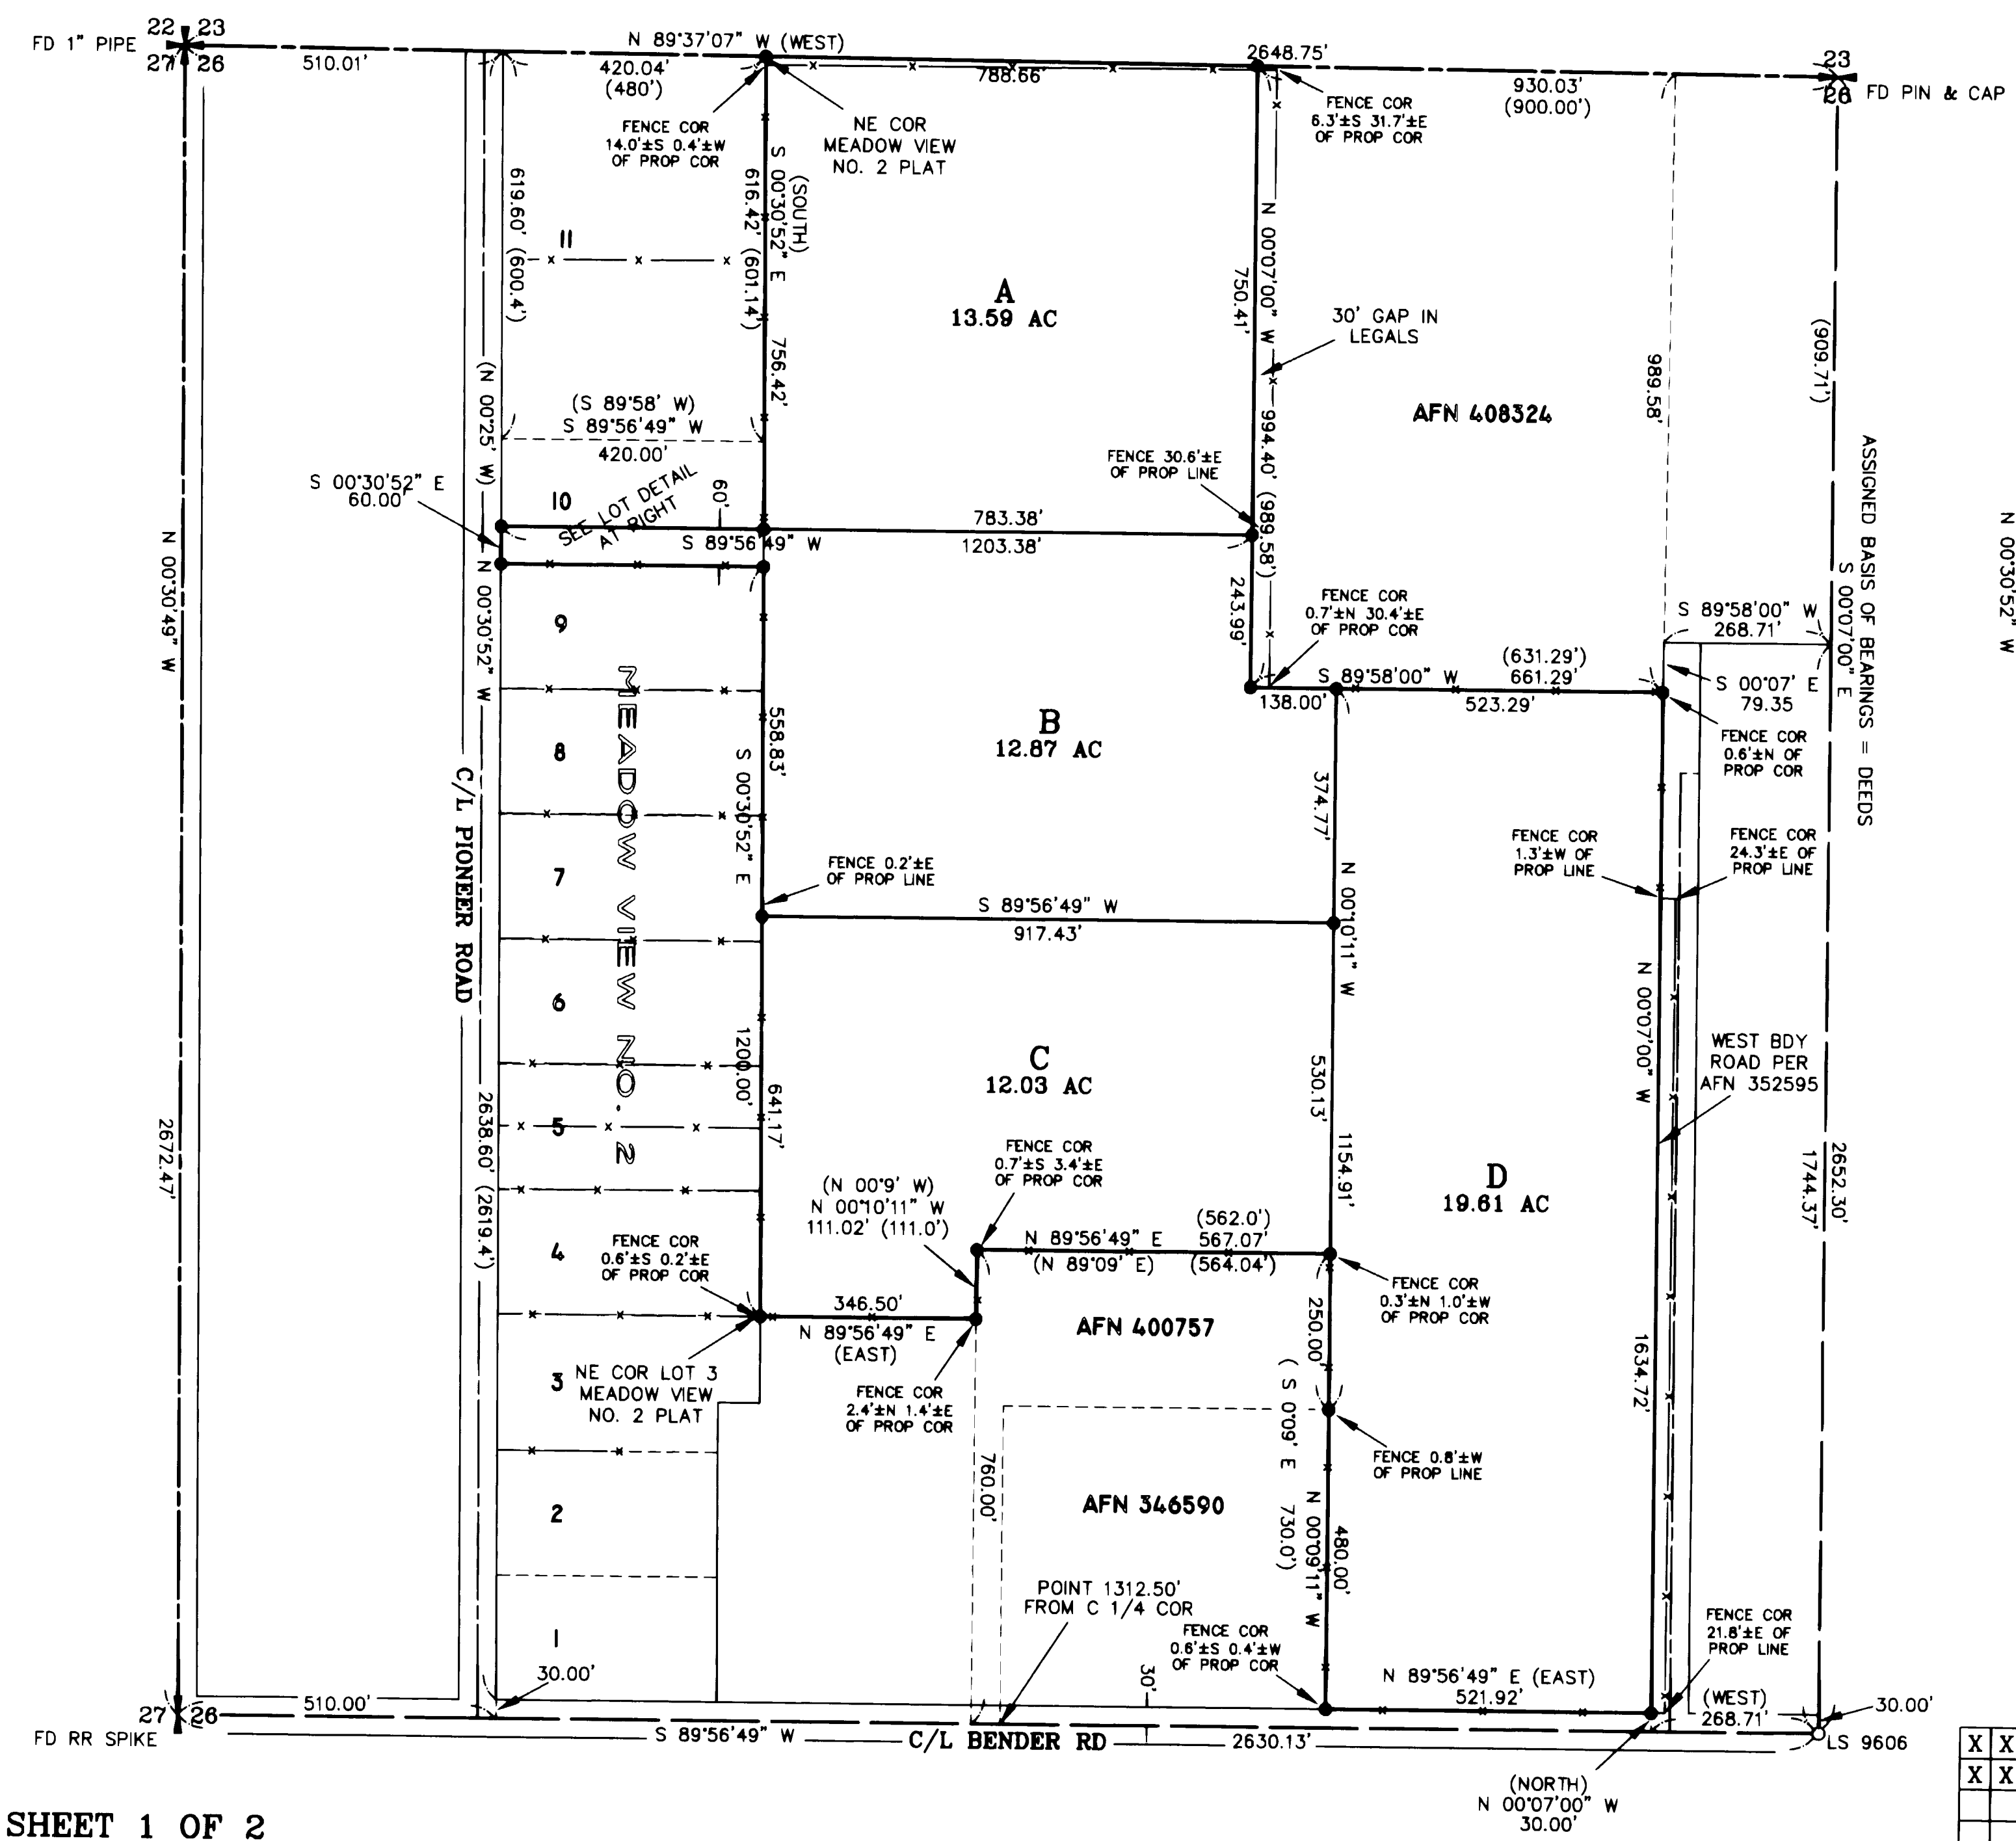 22 23
27 26
FD 1" PIPE
N 89°37'07" W (WEST)
510.01'
420.04'
(480')
788.66'
2648.75'
930.03'
(900.00')
23
26
FD PIN & CAP
FENCE COR
14.0'±S 0.4'±W
OF PROP COR
NE COR
MEADOW VIEW
NO. 2 PLAT
FENCE COR
6.3'±S 31.7'±E
OF PROP COR
619.60' (600.4')
11
616.42' (601.14')
S 00°30'52" E
(SOUTH)
756.42'
A
13.59 AC
N 00°07'00" W
750.41'
994.40' (989.58')
30' GAP IN
LEGALS
AFN 408324
989.58'
(909.71')
ASSIGNED BASIS OF BEARINGS = DEEDS
S 00°07'00" E
N 00°30'52" W
(N 00°25' W)
(S 89°58' W)
S 89°56'49" W
420.00'
S 00°30'52" E
60.00'
10
SEE LOT DETAIL
AT RIGHT
60'
FENCE 30.6'±E
OF PROP LINE
783.38'
S 89°56'49" W
1203.38'
243.99'
N 00°30'49" W
N 00°30'52" W
9
FENCE COR
0.7'±N 30.4'±E
OF PROP COR
S 89°58'00" W
268.71'
(631.29')
S 89°58'00" W 661.29'
138.00'
523.29'
S 00°07' E
79.35
FENCE COR
0.6'±N OF
PROP COR
8
MEADOW VIEW NO. 2
558.83'
S 00°30'52" E
B
12.87 AC
374.77'
C/L PIONEER ROAD
7
FENCE 0.2'±E
OF PROP LINE
FENCE COR
1.3'±W OF
PROP LINE
FENCE COR
24.3'±E OF
PROP LINE
S 89°56'49" W
917.43'
N 00°10'11" W
N 00°07'00" W
6
1200.00'
641.17'
C
12.03 AC
530.13'
1154.91'
WEST BDY
ROAD PER
AFN 352595
5
2672.47'
2638.60' (2619.4')
FENCE COR
0.7'±S 3.4'±E
OF PROP COR
D
19.61 AC
2652.30'
1744.37'
(N 00°9' W)
N 00°10'11" W
111.02' (111.0')
4
FENCE COR
0.6'±S 0.2'±E
OF PROP COR
(562.0')
N 89°56'49" E 567.07'
(N 89°09' E) (564.04')
FENCE COR
0.3'±N 1.0'±W
OF PROP COR
346.50'
N 89°56'49" E
(EAST)
AFN 400757
250.00'
3
NE COR LOT 3
MEADOW VIEW
NO. 2 PLAT
FENCE COR
2.4'±N 1.4'±E
OF PROP COR
(S 0°09' E 730.0')
1634.72'
FENCE 0.8'±W
OF PROP LINE
760.00'
AFN 346590
N 00°09'11" W
480.00'
2
POINT 1312.50'
FROM C 1/4 COR
1
30.00'
FENCE COR
0.6'±S 0.4'±W
OF PROP COR
30'
FENCE COR
21.8'±E OF
PROP LINE
N 89°56'49" E (EAST)
521.92'
(WEST)
268.71'
30.00'
27 26
510.00'
FD RR SPIKE
S 89°56'49" W
C/L BENDER RD
2630.13'
LS 9606
(NORTH)
N 00°07'00" W
30.00'
X X
X X
SHEET 1 OF 2